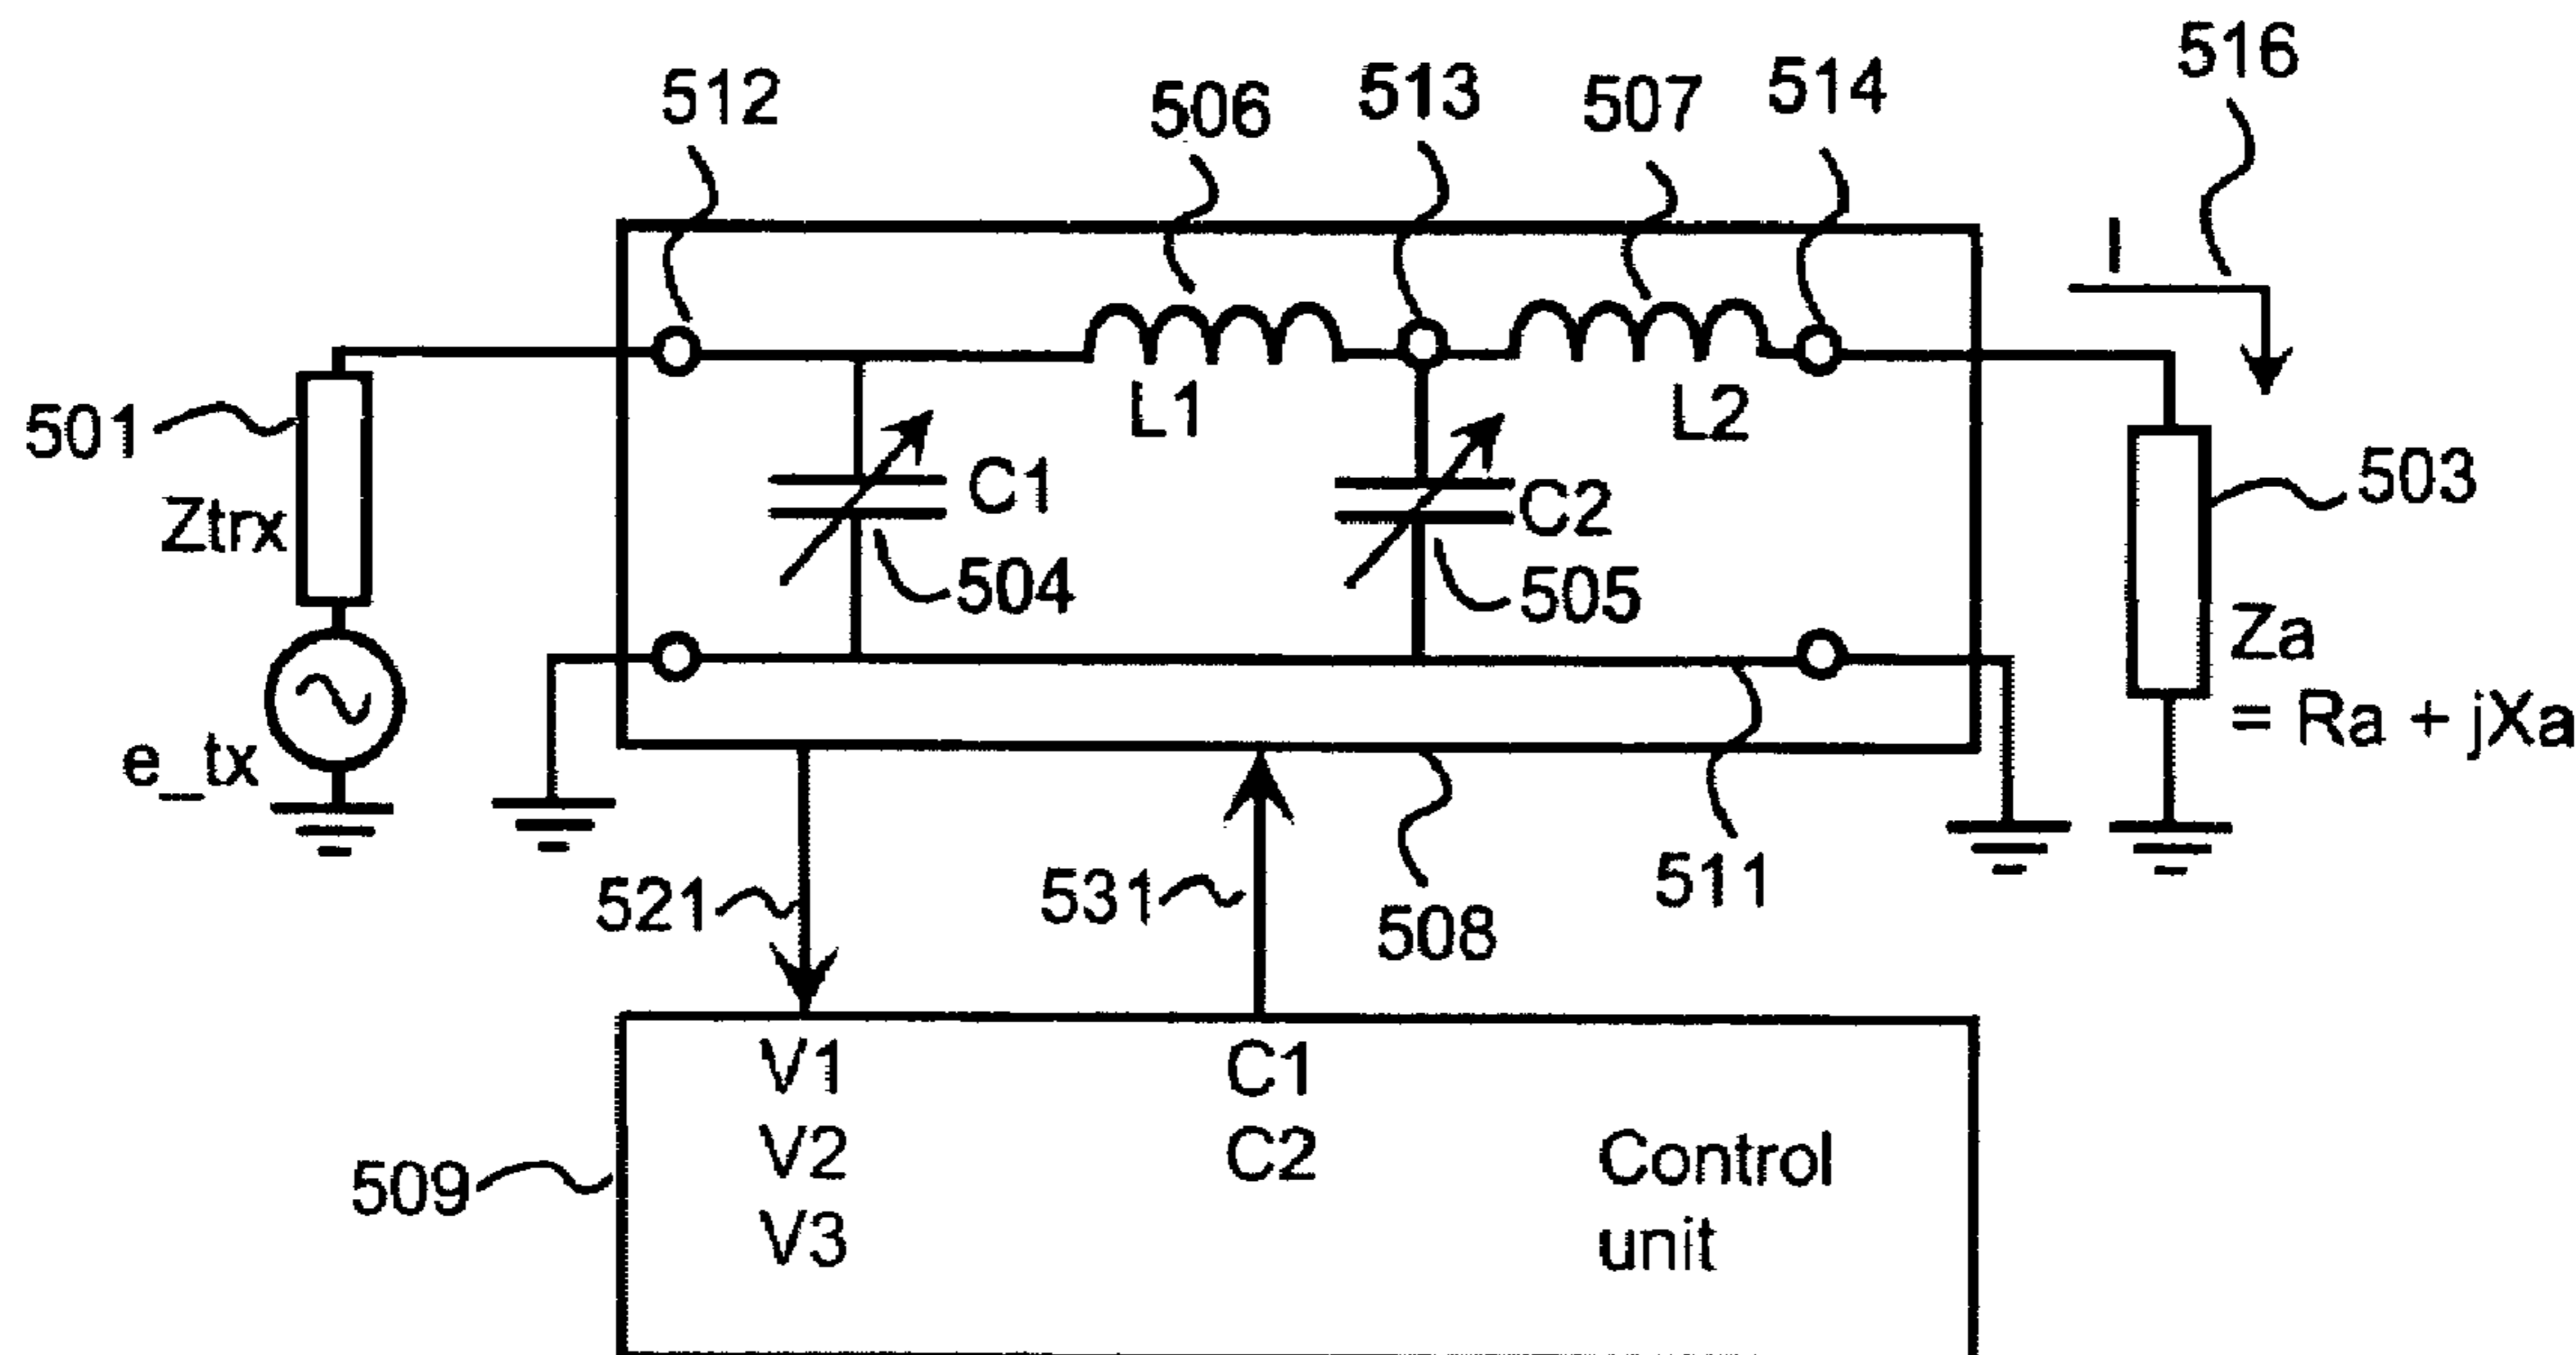 516
512
506
513
507
514
I
501
Ztrx
L1
L2
C1
504
C2
505
503
Za
= Ra + jXa
e_tx
521
531
508
511
509
V1
V2
V3
C1
C2
Control
unit